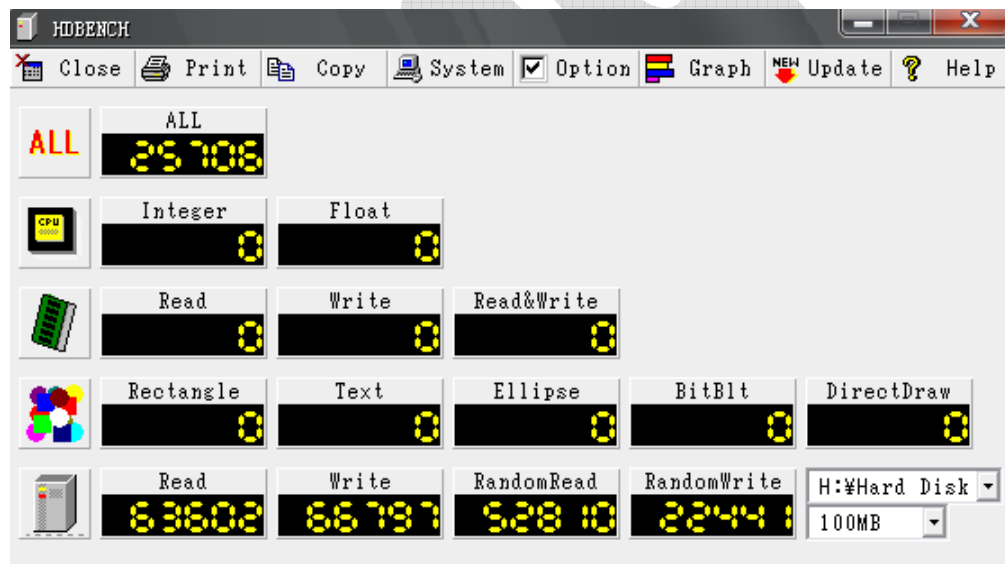 HDBENCH
Close Print Copy System Option Graph NEW Update Help
ALL ALL
25706
CPU Integer Float
0 0
Read Write Read&Write
0 0 0
Rectangle Text Ellipse BitBlt DirectDraw
0 0 0 0 0
Read Write RandomRead RandomWrite H:¥Hard Disk
63602 66797 52810 22441 100MB